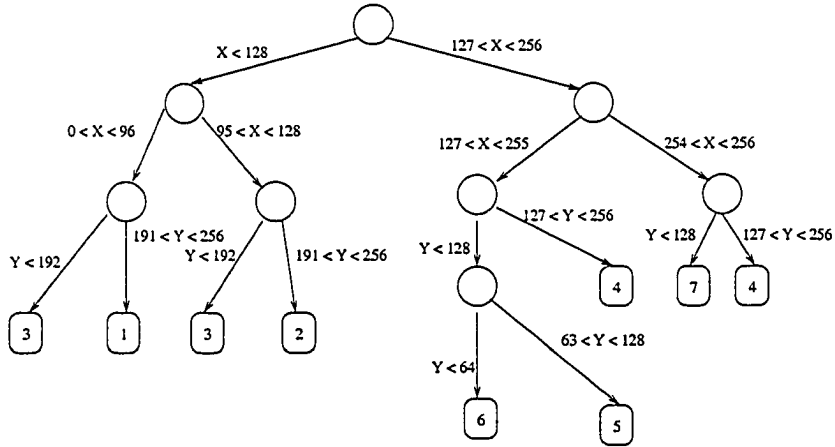 X < 128
127 < X < 256
0 < X < 96
95 < X < 128
127 < X < 255
254 < X < 256
Y < 192
191 < Y < 256
Y < 192
191 < Y < 256
Y < 128
127 < Y < 256
Y < 128
127 < Y < 256
3
1
3
2
4
7
4
Y < 64
63 < Y < 128
6
5